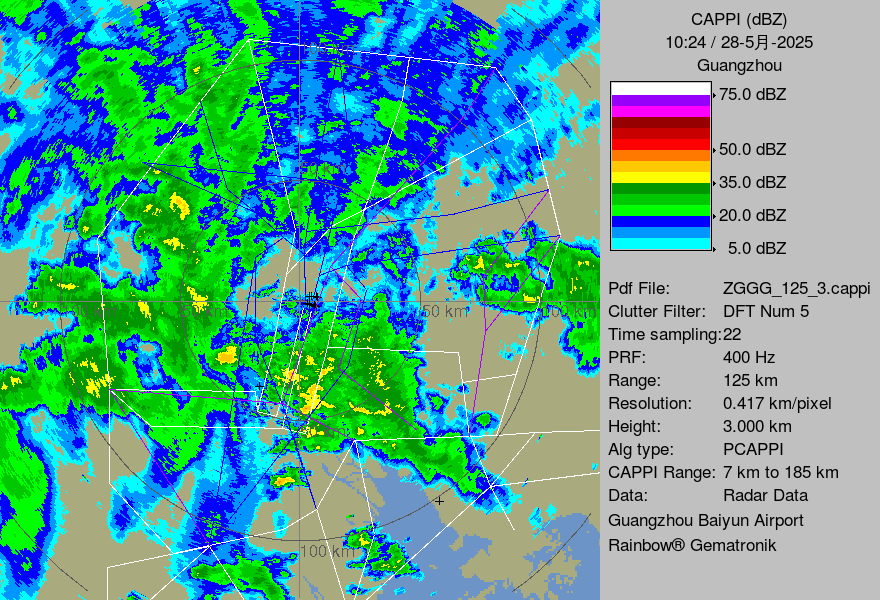 CAPPI (dBZ)
10:24 / 28-5月-2025
Guangzhou
75.0 dBZ
50.0 dBZ
35.0 dBZ
20.0 dBZ
5.0 dBZ
Pdf File: ZGGG_125_3.cappi
Clutter Filter: DFT Num 5
Time sampling:22
PRF: 400 Hz
Range: 125 km
Resolution: 0.417 km/pixel
Height: 3.000 km
Alg type: PCAPPI
CAPPI Range: 7 km to 185 km
Data: Radar Data
Guangzhou Baiyun Airport
Rainbow® Gematronik
50 km
100 km
100 km